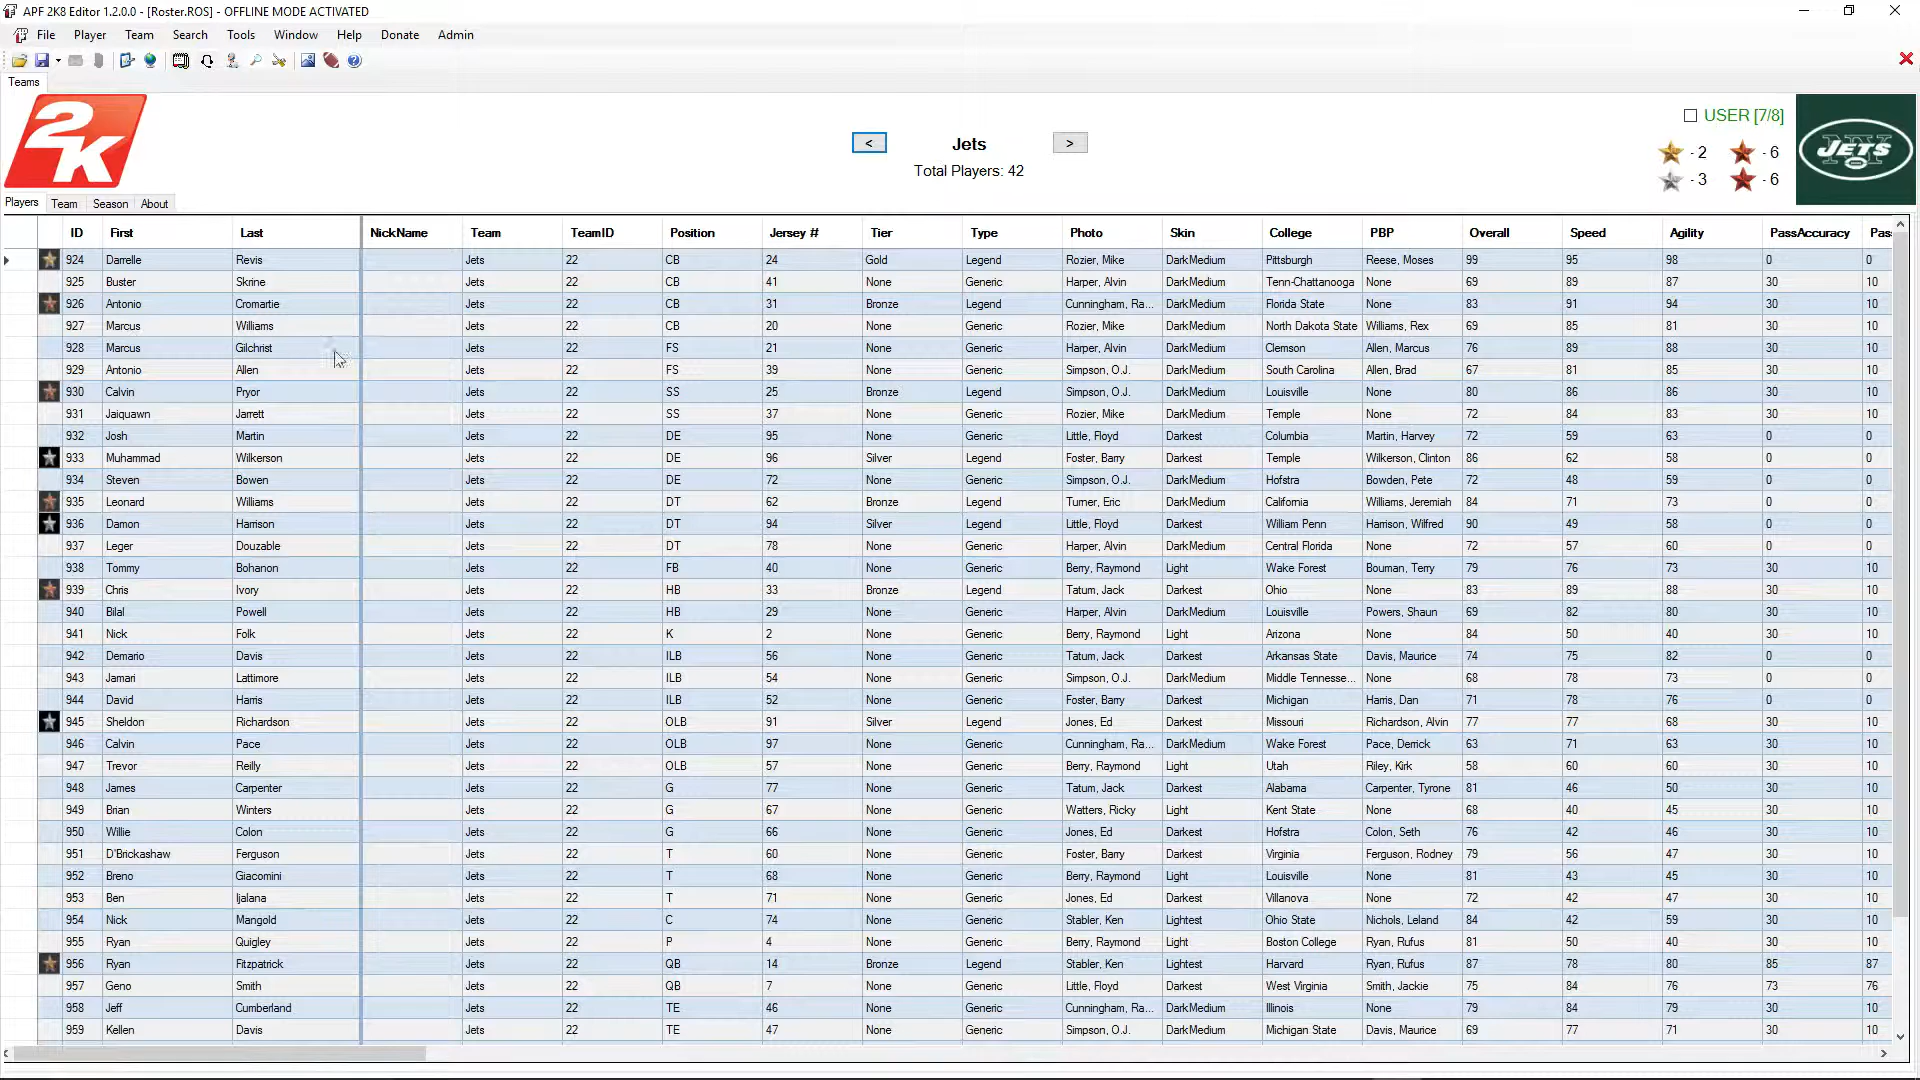 APF 2K8 Editor 1.2.0.0 - [Roster.ROS] - OFFLINE MODE ACTIVATED
File Player Team Search Tools Window Help Donate Admin
Teams
2K
< Jets >
Total Players: 42
USER [7/8]
- 2 - 6
- 3 - 6
NY
JETS
Players Team Season About
ID First Last NickName Team TeamID Position Jersey # Tier Type Photo Skin College PBP Overall Speed Agility PassAccuracy Pas
924 Darrelle Revis Jets 22 CB 24 Gold Legend Rozier, Mike DarkMedium Pittsburgh Reese, Moses 99 95 98 0 0
925 Buster Skrine Jets 22 CB 41 None Generic Harper, Alvin DarkMedium Tenn-Chattanooga None 69 89 87 30 10
926 Antonio Cromartie Jets 22 CB 31 Bronze Legend Cunningham, Ra... DarkMedium Florida State None 83 91 94 30 10
927 Marcus Williams Jets 22 CB 20 None Generic Rozier, Mike DarkMedium North Dakota State Williams, Rex 69 85 81 30 10
928 Marcus Gilchrist Jets 22 FS 21 None Generic Harper, Alvin DarkMedium Clemson Allen, Marcus 76 89 88 30 10
929 Antonio Allen Jets 22 FS 39 None Generic Simpson, O.J. DarkMedium South Carolina Allen, Brad 67 81 85 30 10
930 Calvin Pryor Jets 22 SS 25 Bronze Legend Simpson, O.J. DarkMedium Louisville None 80 86 86 30 10
931 Jaiquawn Jarrett Jets 22 SS 37 None Generic Rozier, Mike DarkMedium Temple None 72 84 83 30 10
932 Josh Martin Jets 22 DE 95 None Generic Little, Floyd Darkest Columbia Martin, Harvey 72 59 63 0 0
933 Muhammad Wilkerson Jets 22 DE 96 Silver Legend Foster, Barry Darkest Temple Wilkerson, Clinton 86 62 58 0 0
934 Steven Bowen Jets 22 DE 72 None Generic Simpson, O.J. DarkMedium Hofstra Bowden, Pete 72 48 59 0 0
935 Leonard Williams Jets 22 DT 62 Bronze Legend Turner, Eric DarkMedium California Williams, Jeremiah 84 71 73 0 0
936 Damon Harrison Jets 22 DT 94 Silver Legend Little, Floyd Darkest William Penn Harrison, Wilfred 90 49 58 0 0
937 Leger Douzable Jets 22 DT 78 None Generic Harper, Alvin DarkMedium Central Florida None 72 57 60 0 0
938 Tommy Bohanon Jets 22 FB 40 None Generic Berry, Raymond Light Wake Forest Bouman, Terry 79 76 73 30 10
939 Chris Ivory Jets 22 HB 33 Bronze Legend Tatum, Jack DarkMedium Ohio None 83 89 88 30 10
940 Bilal Powell Jets 22 HB 29 None Generic Harper, Alvin DarkMedium Louisville Powers, Shaun 69 82 80 30 10
941 Nick Folk Jets 22 K 2 None Generic Berry, Raymond Light Arizona None 84 50 40 30 10
942 Demario Davis Jets 22 ILB 56 None Generic Tatum, Jack Darkest Arkansas State Davis, Maurice 74 75 82 0 0
943 Jamari Lattimore Jets 22 ILB 54 None Generic Simpson, O.J. DarkMedium Middle Tennesse... None 68 78 73 0 0
944 David Harris Jets 22 ILB 52 None Generic Foster, Barry Darkest Michigan Harris, Dan 71 78 76 0 0
945 Sheldon Richardson Jets 22 OLB 91 Silver Legend Jones, Ed Darkest Missouri Richardson, Alvin 77 77 68 30 10
946 Calvin Pace Jets 22 OLB 97 None Generic Cunningham, Ra... DarkMedium Wake Forest Pace, Derrick 63 71 63 30 10
947 Trevor Reilly Jets 22 OLB 57 None Generic Berry, Raymond Light Utah Riley, Kirk 58 60 60 30 10
948 James Carpenter Jets 22 G 77 None Generic Tatum, Jack Darkest Alabama Carpenter, Tyrone 81 46 50 30 10
949 Brian Winters Jets 22 G 67 None Generic Watters, Ricky Light Kent State None 68 40 45 30 10
950 Willie Colon Jets 22 G 66 None Generic Jones, Ed Darkest Hofstra Colon, Seth 76 42 46 30 10
951 D'Brickashaw Ferguson Jets 22 T 60 None Generic Foster, Barry Darkest Virginia Ferguson, Rodney 79 56 47 30 10
952 Breno Giacomini Jets 22 T 68 None Generic Berry, Raymond Light Louisville None 81 43 45 30 10
953 Ben Ijalana Jets 22 T 71 None Generic Jones, Ed Darkest Villanova None 72 42 47 30 10
954 Nick Mangold Jets 22 C 74 None Generic Stabler, Ken Lightest Ohio State Nichols, Leland 84 42 59 30 10
955 Ryan Quigley Jets 22 P 4 None Generic Berry, Raymond Light Boston College Ryan, Rufus 81 50 40 30 10
956 Ryan Fitzpatrick Jets 22 QB 14 Bronze Legend Stabler, Ken Lightest Harvard Ryan, Rufus 87 78 80 85 87
957 Geno Smith Jets 22 QB 7 None Generic Little, Floyd Darkest West Virginia Smith, Jackie 75 84 76 73 76
958 Jeff Cumberland Jets 22 TE 46 None Generic Cunningham, Ra... DarkMedium Illinois None 79 84 79 30 10
959 Kellen Davis Jets 22 TE 47 None Generic Simpson, O.J. DarkMedium Michigan State Davis, Maurice 69 77 71 30 10